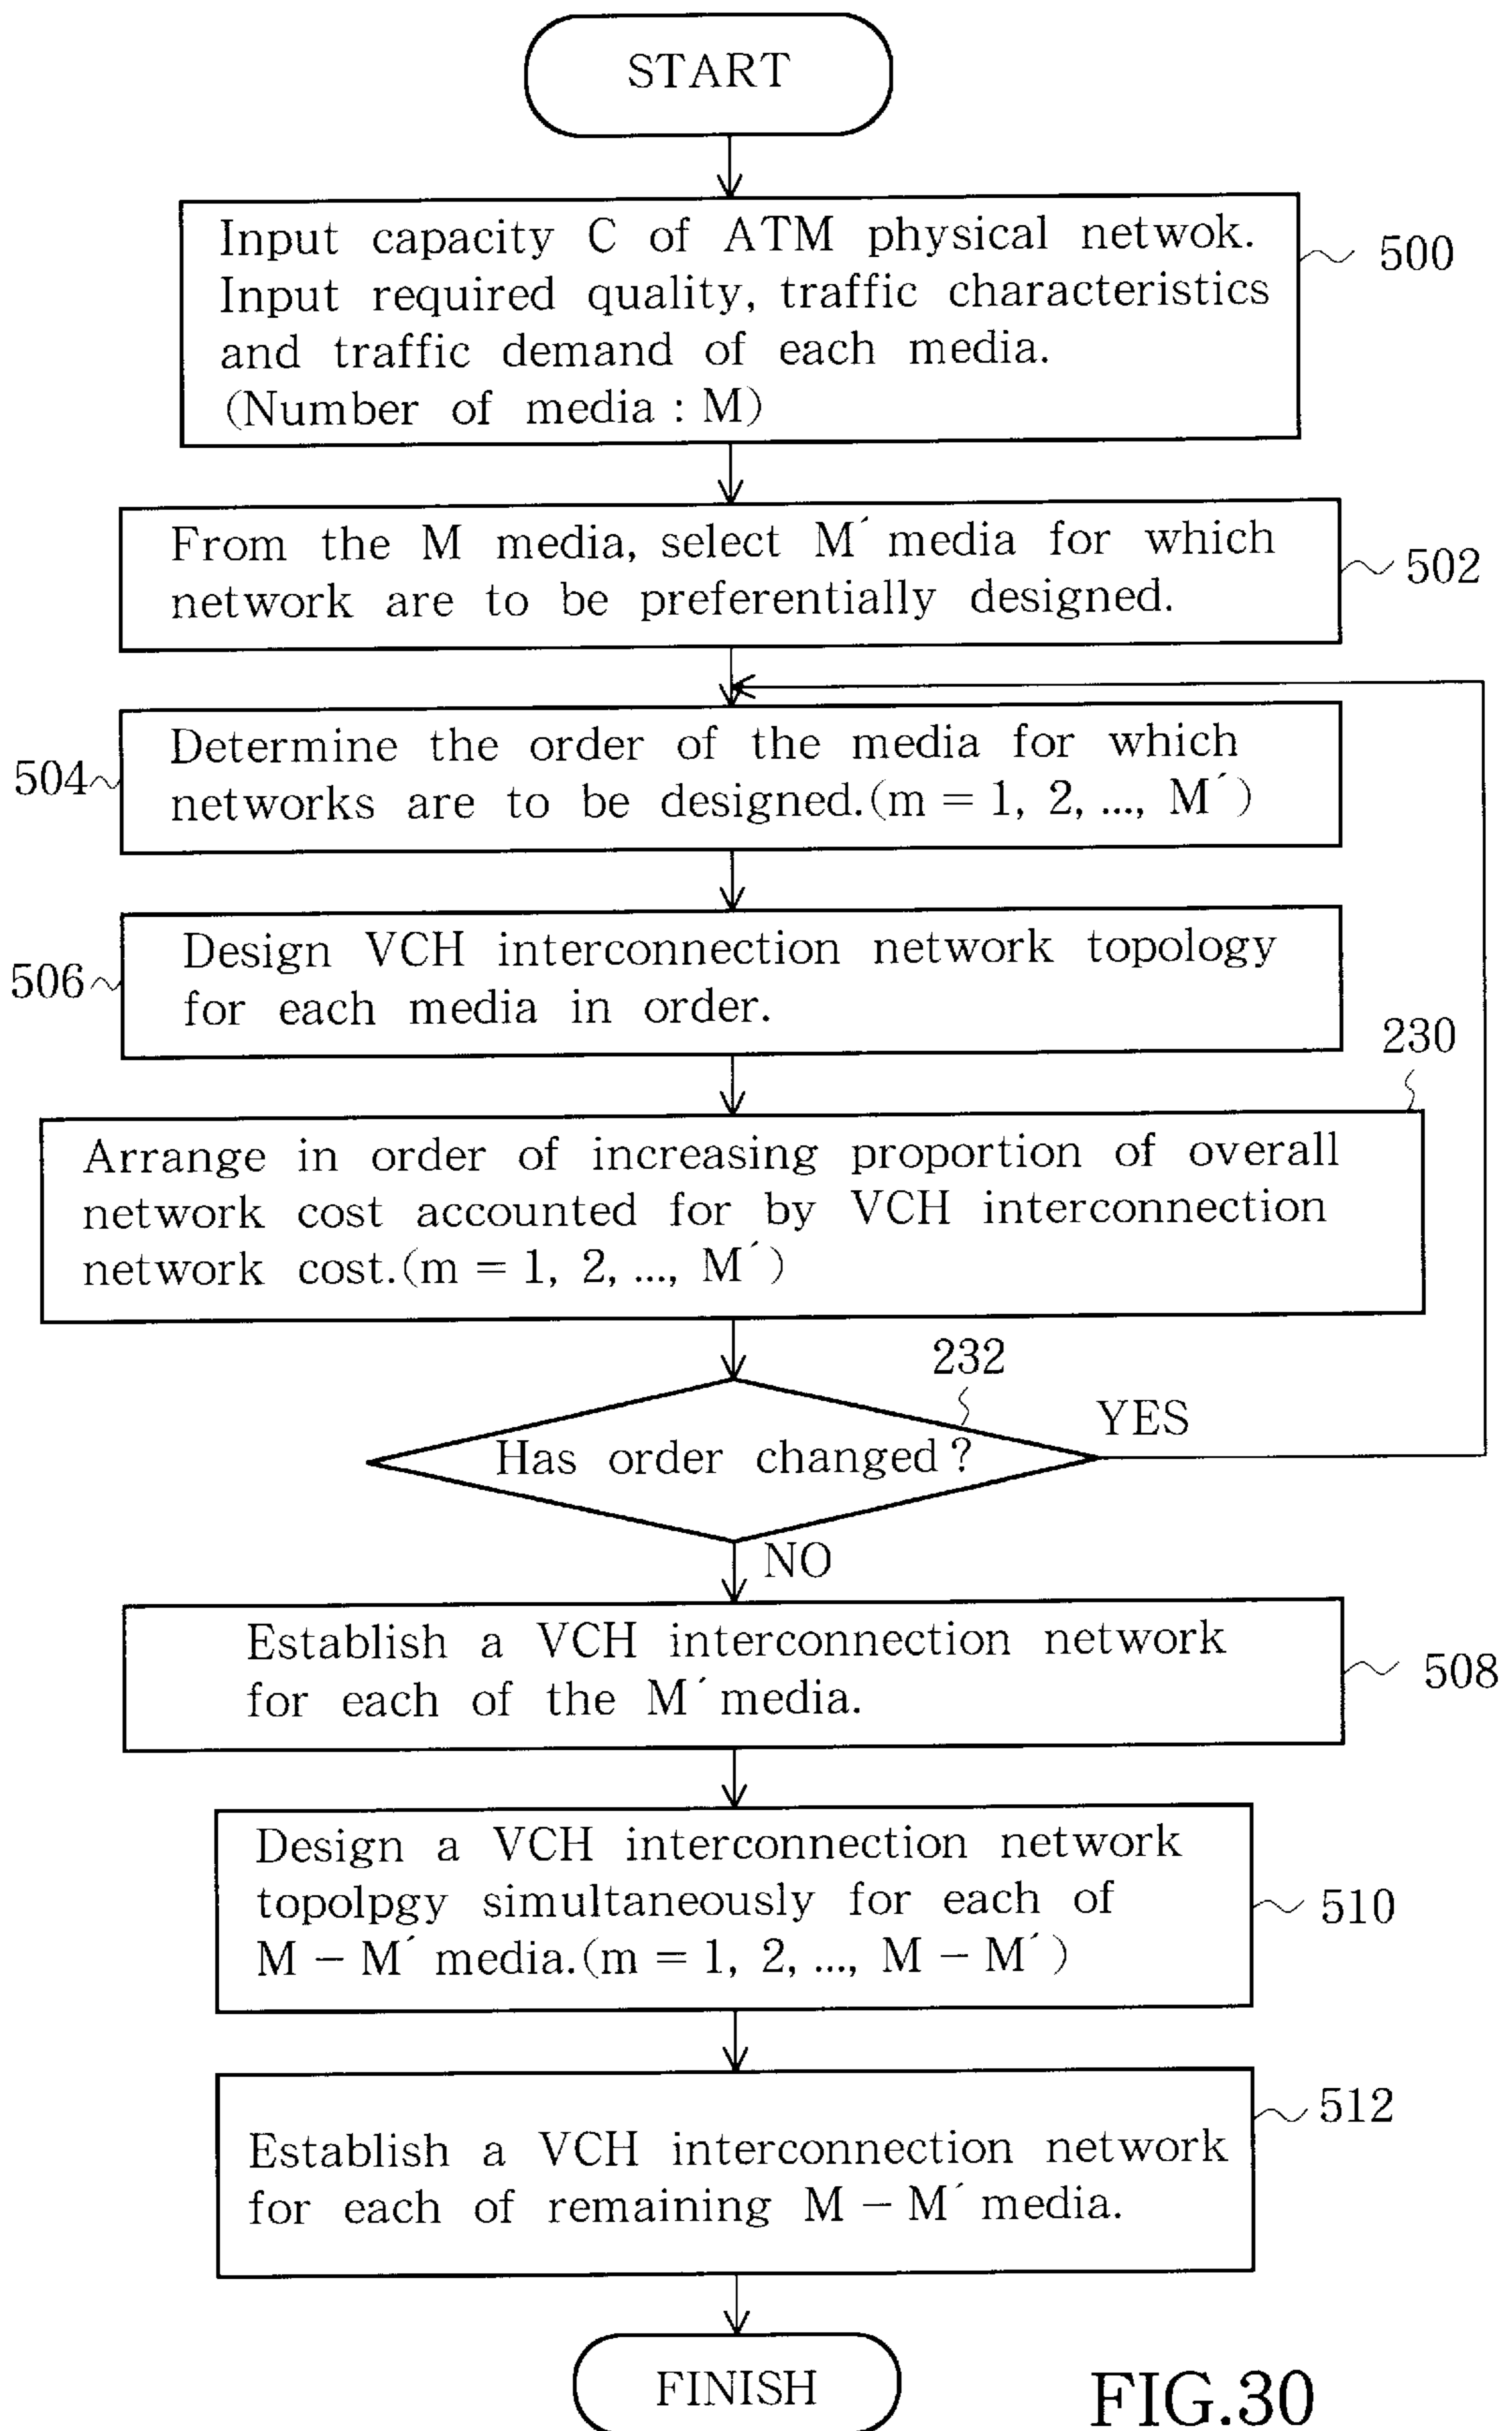 START
Input capacity C of ATM physical netwok.
Input required quality, traffic characteristics
and traffic demand of each media.
(Number of media : M)
500
From the M media, select M´ media for which
network are to be preferentially designed.
502
Determine the order of the media for which
networks are to be designed.(m = 1, 2, ..., M´)
504
Design VCH interconnection network topology
for each media in order.
506
230
Arrange in order of increasing proportion of overall
network cost accounted for by VCH interconnection
network cost.(m = 1, 2, ..., M´)
232
Has order changed?
YES
NO
Establish a VCH interconnection network
for each of the M´ media.
508
Design a VCH interconnection network
topolpgy simultaneously for each of
M − M´ media.(m = 1, 2, ..., M − M´)
510
512
Establish a VCH interconnection network
for each of remaining M − M´ media.
FINISH
FIG.30